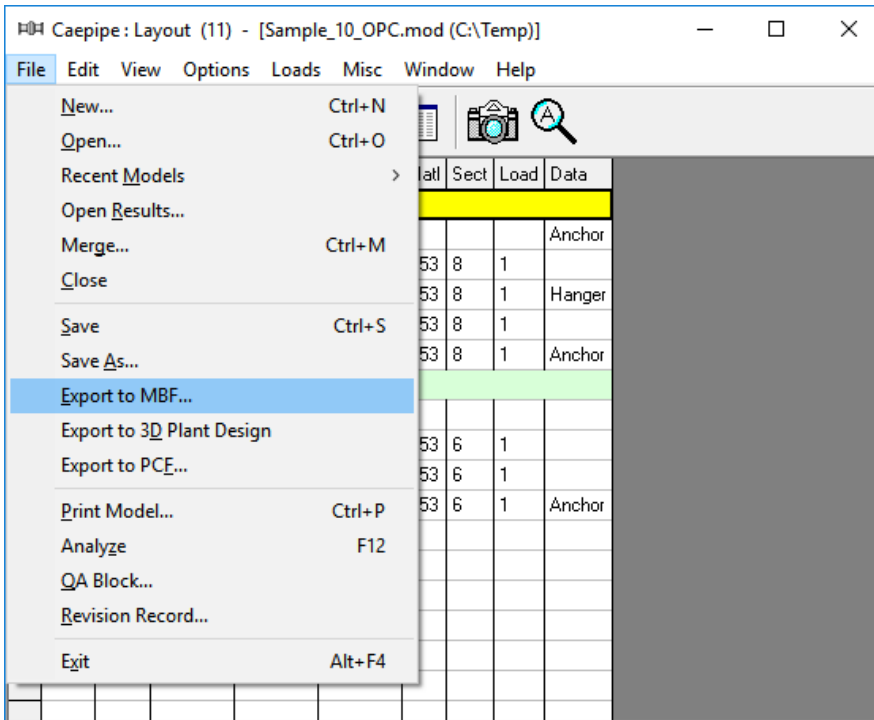 Caepipe : Layout (11) - [Sample_10_OPC.mod (C:\Temp)]
File Edit View Options Loads Misc Window Help
New... Ctrl+N
Open... Ctrl+O
Recent Models
Open Results...
Merge... Ctrl+M
Close
Save Ctrl+S
Save As...
Export to MBF...
Export to 3D Plant Design
Export to PCF...
Print Model... Ctrl+P
Analyze F12
QA Block...
Revision Record...
Exit Alt+F4
Sect Load Data
Anchor
53 8 1
53 8 1 Hanger
53 8 1
53 8 1 Anchor
53 6 1
53 6 1
53 6 1 Anchor